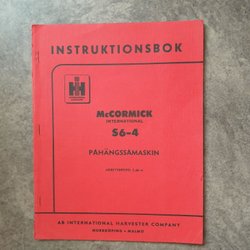 INSTRUKTIONSBOK
McCORMICK
INTERNATIONAL
S6-4
PÅHÄNGSSÅMASKIN
AB INTERNATIONAL HARVESTER COMPANY
NORRKÖPING - MALMÖ